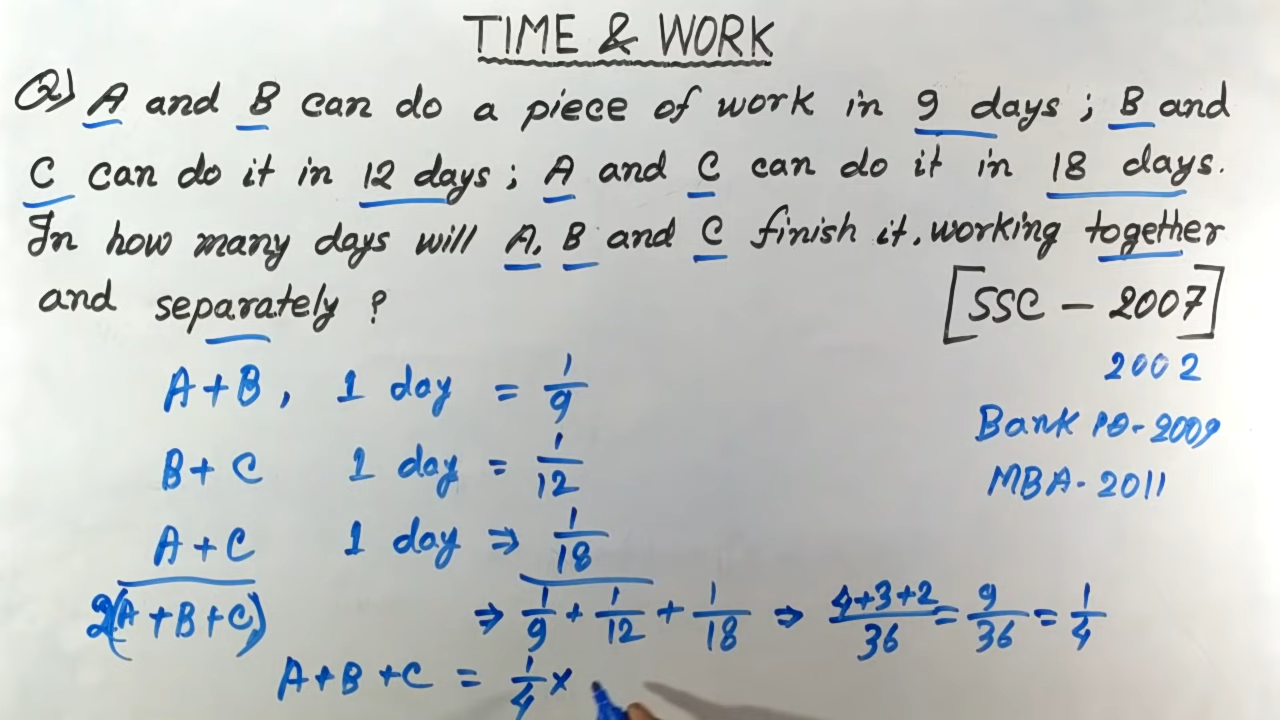 TIME & WORK
Q) A and B can do a piece of work in 9 days ; B and
C can do it in 12 days ; A and C can do it in 18 days.
In how many days will A, B and C finish it, working together
and separately ?
[SSC – 2007]
2002
Bank PO - 2009
MBA - 2011
A + B , 1 day = 1/9
B + C 1 day = 1/12
A + C 1 day ⇒ 1/18
2(A + B + C) ⇒ 1/9 + 1/12 + 1/18 ⇒ 4+3+2/36 = 9/36 = 1/4
A + B + C = 1/4 ×